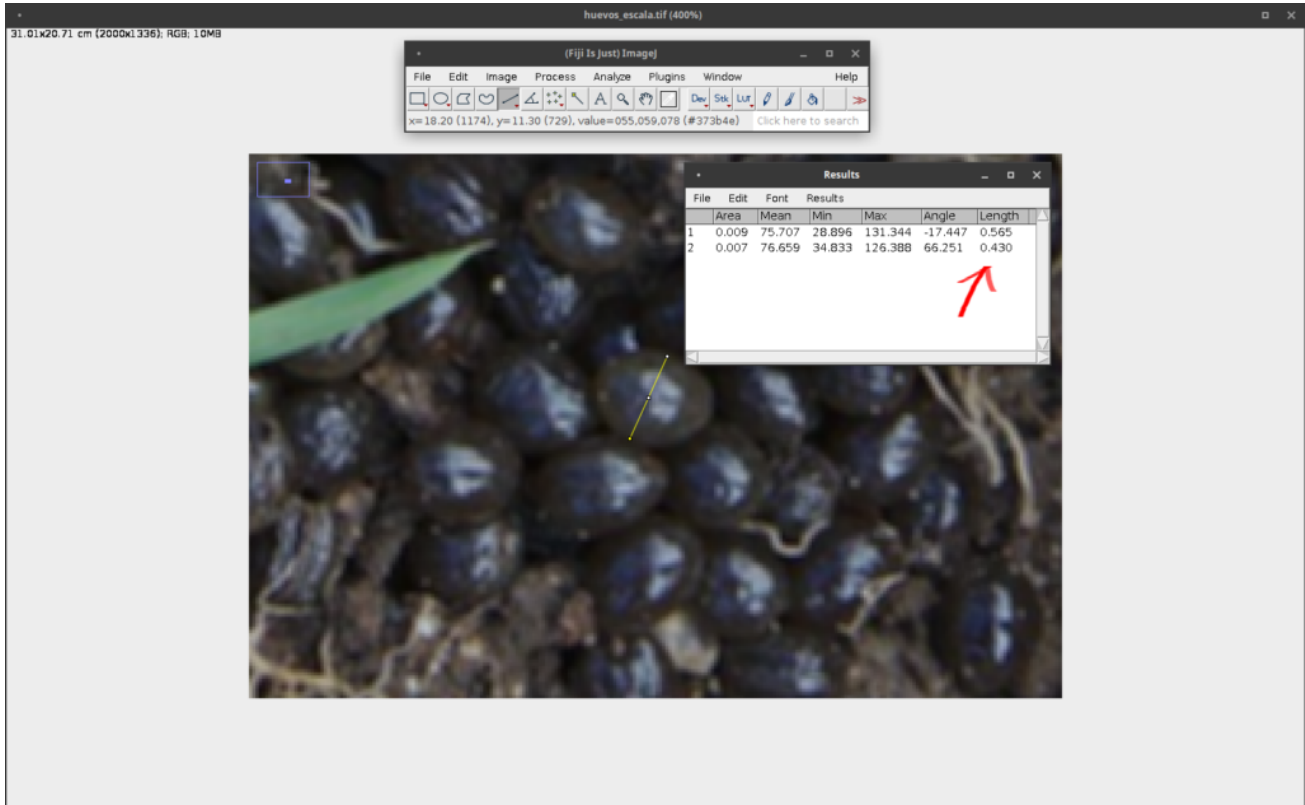 huevos_escala.tif (400%)
31.01x20.71 cm (2000x1336); RGB; 10MB
(Fiji Is Just) ImageJ
File Edit Image Process Analyze Plugins Window Help
A Dev Stk LUT
x=18.20 (1174), y=11.30 (729), value=055,059,078 (#373b4e) Click here to search
Results
File Edit Font Results
Area Mean Min Max Angle Length
1 0.009 75.707 28.896 131.344 -17.447 0.565
2 0.007 76.659 34.833 126.388 66.251 0.430